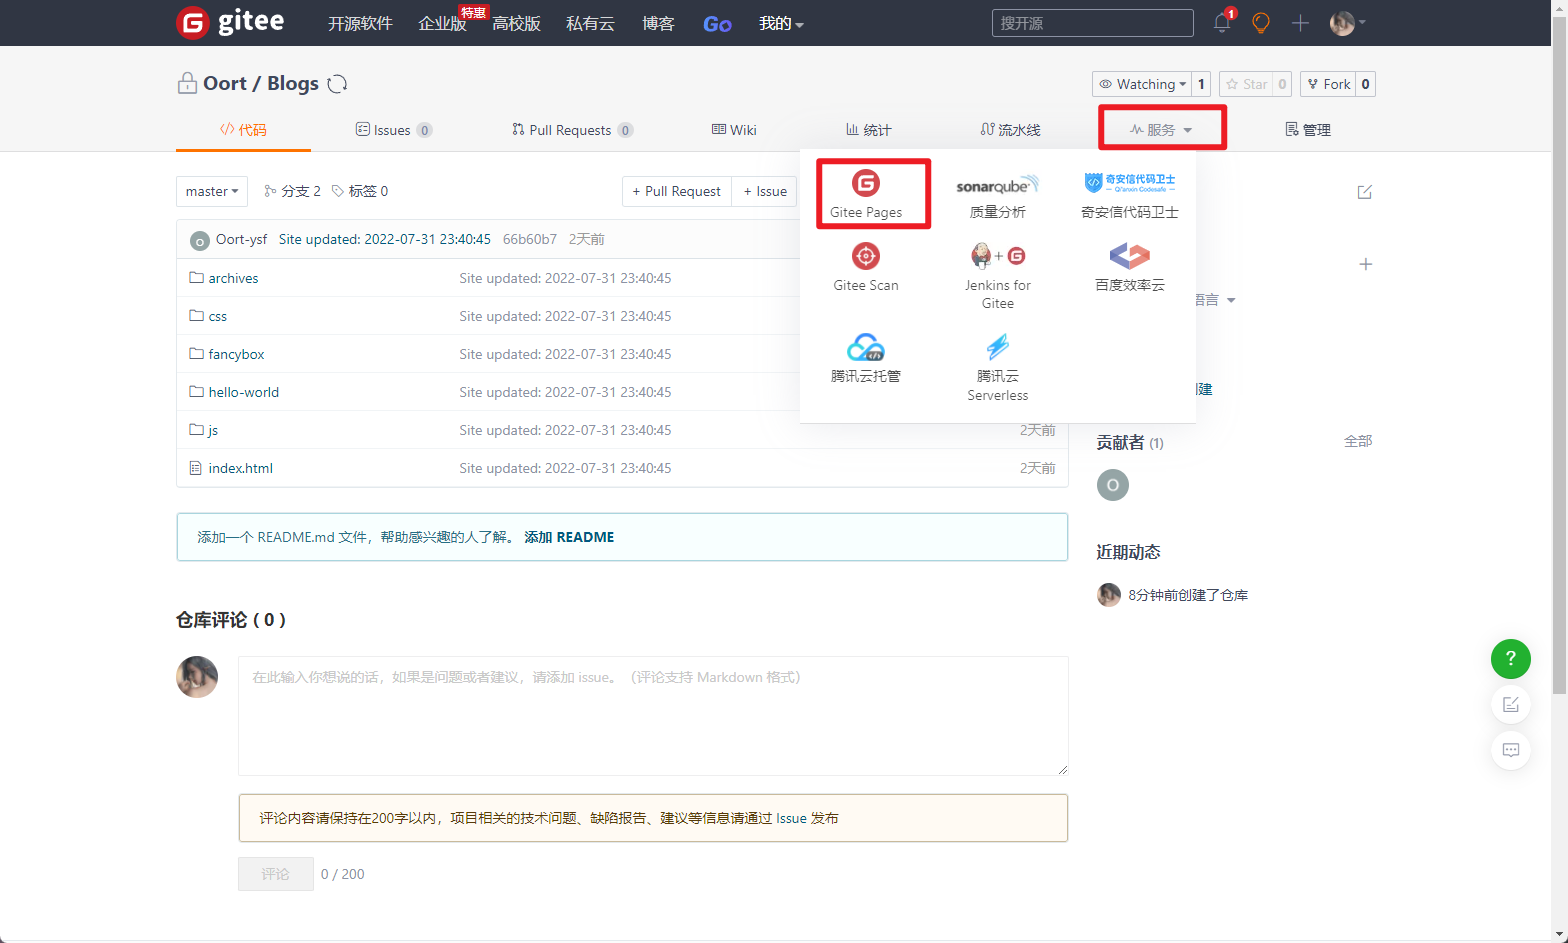 gitee 开源软件 企业版 特惠 高校版 私有云 博客 Go 我的 搜开源 1
Oort / Blogs Watching 1 Star 0 Fork 0
代码 Issues 0 Pull Requests 0 Wiki 统计 流水线 服务 管理
master 分支 2 标签 0 + Pull Request + Issue
Gitee Pages
sonarqube
质量分析
奇安信代码卫士
Qi'anxin Codesafe
奇安信代码卫士
Gitee Scan
Jenkins for
Gitee
百度效率云
腾讯云托管
腾讯云
Serverless
O Oort-ysf Site updated: 2022-07-31 23:40:45 66b60b7 2天前
archives Site updated: 2022-07-31 23:40:45
css Site updated: 2022-07-31 23:40:45
fancybox Site updated: 2022-07-31 23:40:45
hello-world Site updated: 2022-07-31 23:40:45
js Site updated: 2022-07-31 23:40:45 2天前
index.html Site updated: 2022-07-31 23:40:45 2天前
语言
建
贡献者 (1) 全部
O
添加一个 README.md 文件，帮助感兴趣的人了解。 添加 README
近期动态
8分钟前创建了仓库
仓库评论 ( 0 )
在此输入你想说的话，如果是问题或者建议，请添加 issue。（评论支持 Markdown 格式）
?
评论内容请保持在200字以内，项目相关的技术问题、缺陷报告、建议等信息请通过 Issue 发布
评论 0 / 200